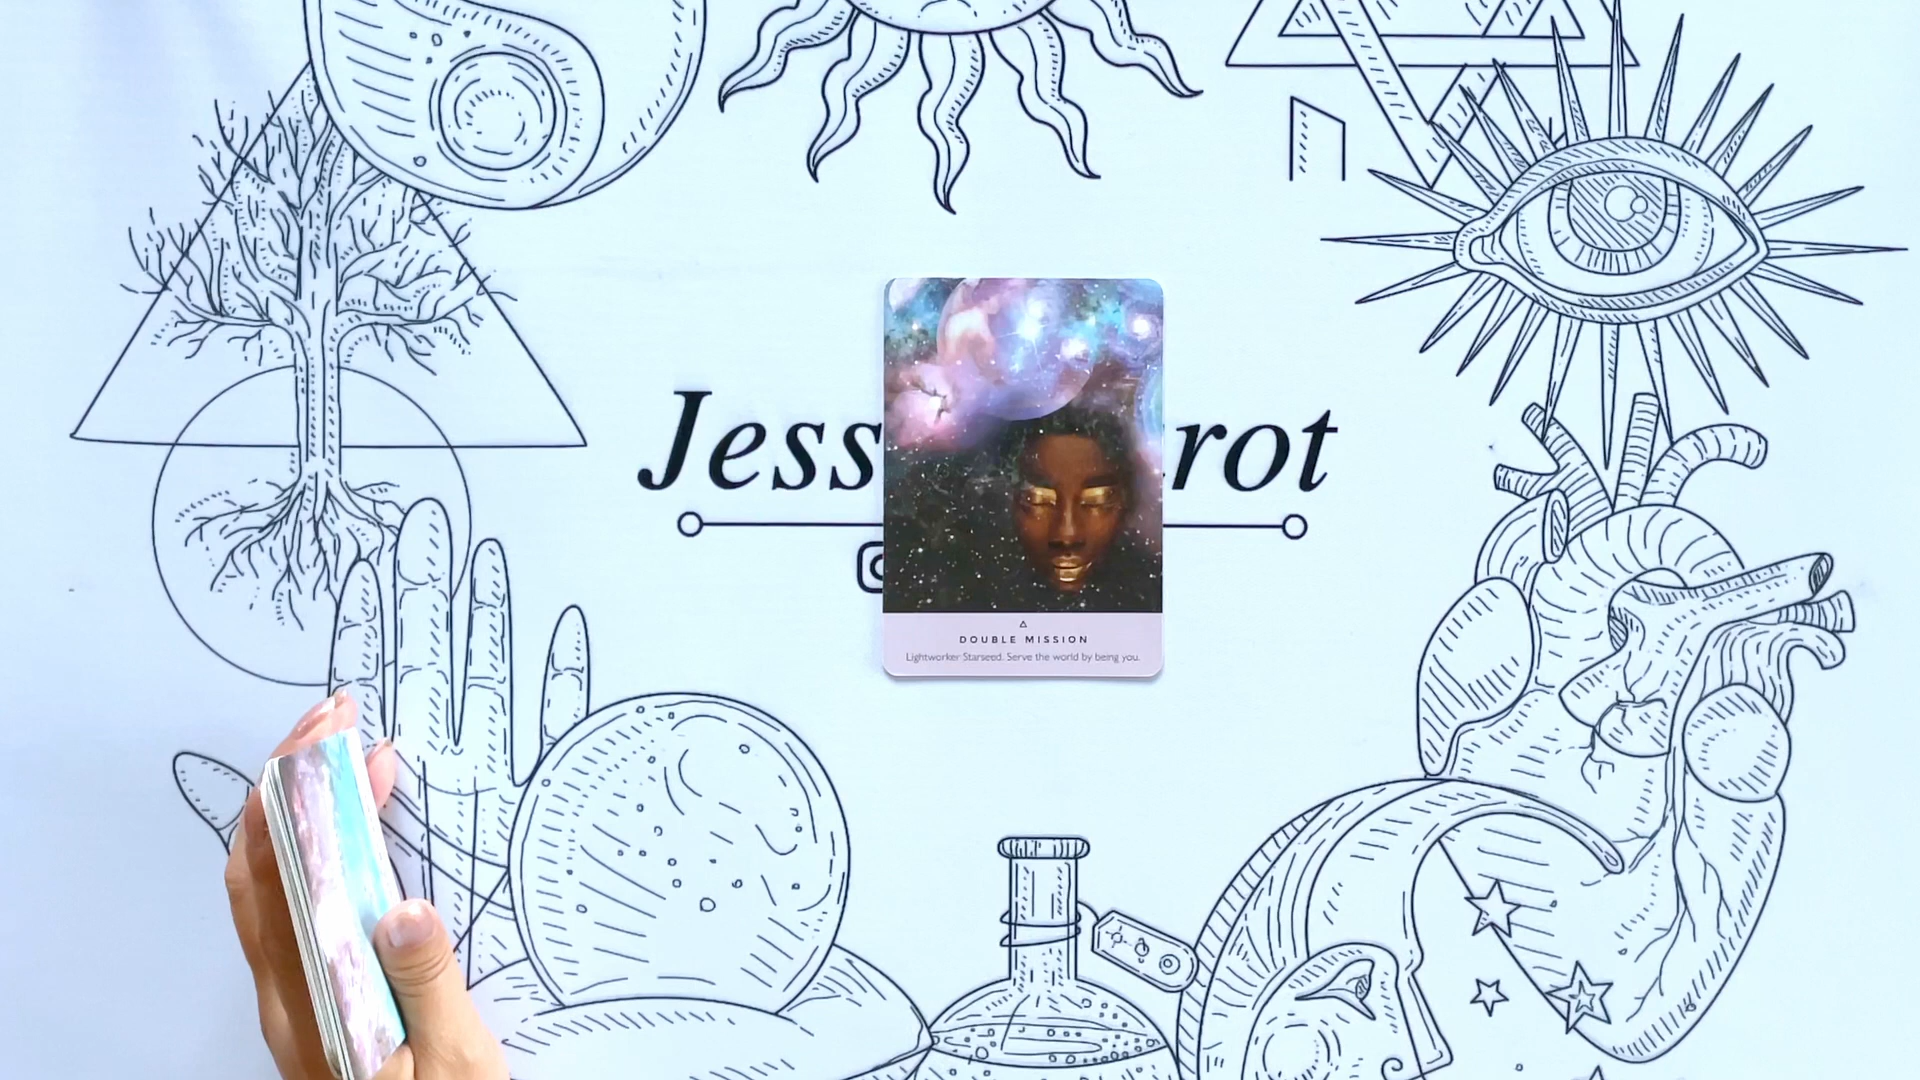 Jess rot
DOUBLE MISSION
Lightworker Starseed. Serve the world by being you.